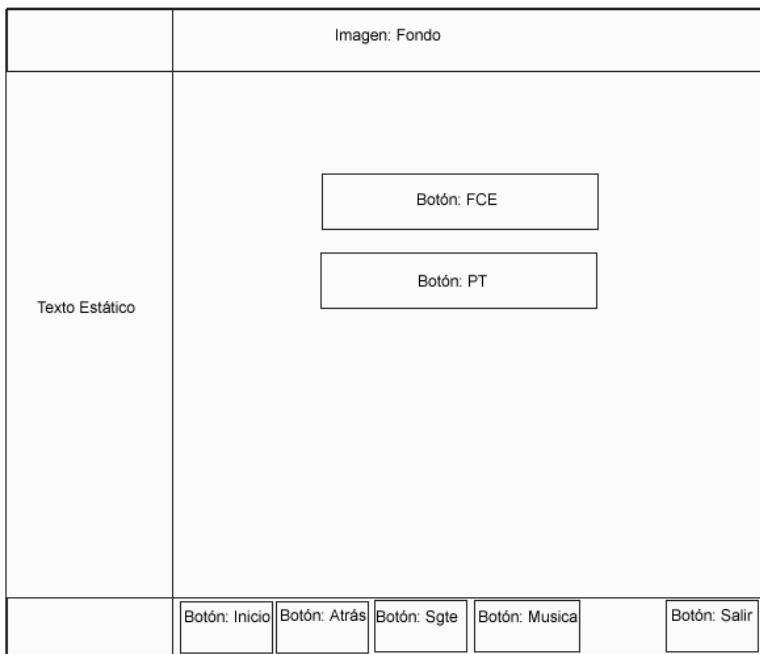 Imagen: Fondo
Botón: FCE
Botón: PT
Texto Estático
Botón: Inicio
Botón: Atrás
Botón: Sgte
Botón: Musica
Botón: Salir